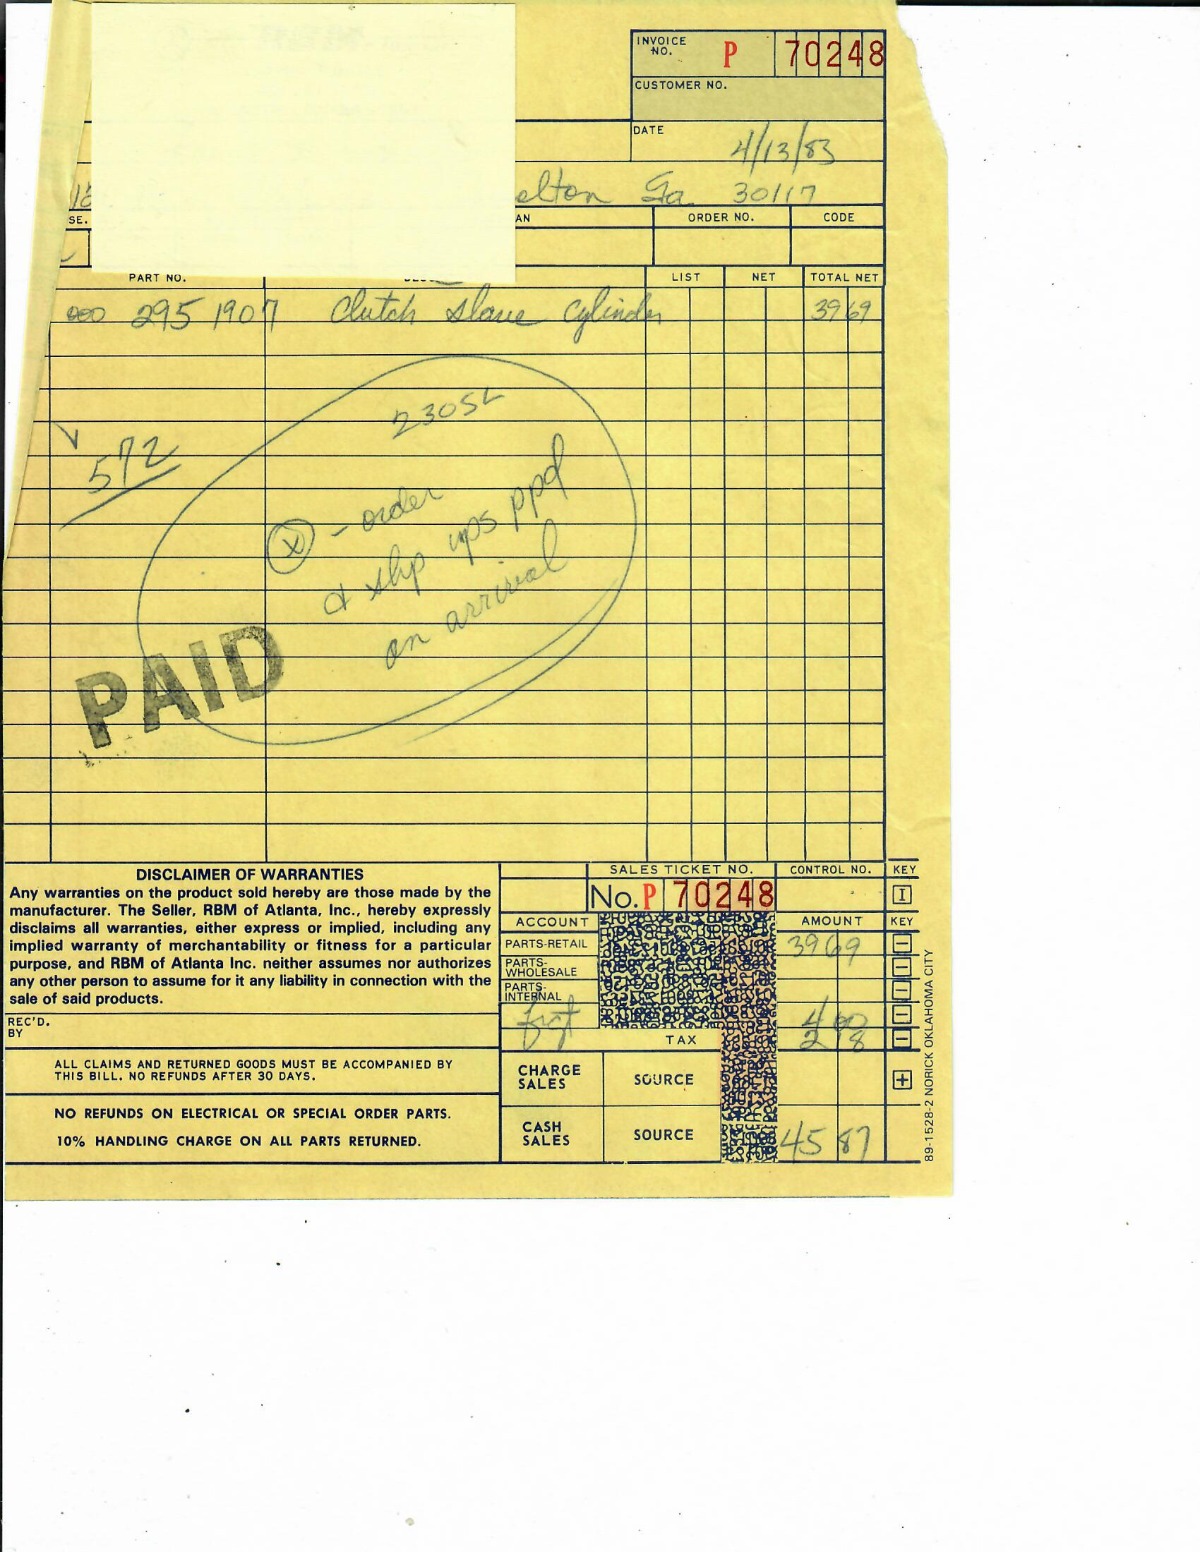 INVOICE NO. P 70248
CUSTOMER NO.
DATE 4/13/83
elton Ga. 30117
SE. AN ORDER NO. CODE
PART NO. LIST NET TOTAL NET
000 295 1907 Clutch slave cylinder 39 69
230SL
572
X - order
& ship ups ppd
on arrival
PAID
DISCLAIMER OF WARRANTIES
Any warranties on the product sold hereby are those made by the
manufacturer. The Seller, RBM of Atlanta, Inc., hereby expressly
disclaims all warranties, either express or implied, including any
implied warranty of merchantability or fitness for a particular
purpose, and RBM of Atlanta Inc. neither assumes nor authorizes
any other person to assume for it any liability in connection with the
sale of said products.
REC'D.
BY
ALL CLAIMS AND RETURNED GOODS MUST BE ACCOMPANIED BY
THIS BILL. NO REFUNDS AFTER 30 DAYS.
NO REFUNDS ON ELECTRICAL OR SPECIAL ORDER PARTS.
10% HANDLING CHARGE ON ALL PARTS RETURNED.
SALES TICKET NO. CONTROL NO. KEY
No. P 70248 I
ACCOUNT AMOUNT KEY
PARTS-RETAIL 39 69 −
PARTS-WHOLESALE −
PARTS-INTERNAL −
frgt 4 00 −
TAX 2 18 −
CHARGE SALES SOURCE +
CASH SALES SOURCE 45 87
89-1528-2 NORICK OKLAHOMA CITY